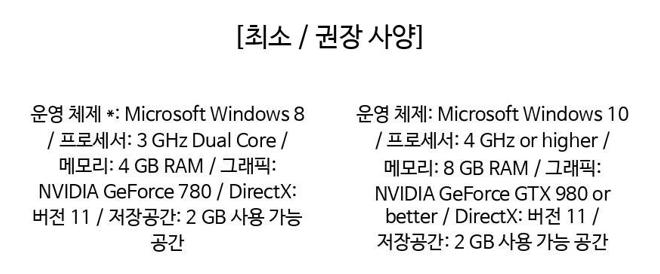 [최소 / 권장 사양]
운영 체제 *: Microsoft Windows 8
/ 프로세서: 3 GHz Dual Core /
메모리: 4 GB RAM / 그래픽:
NVIDIA GeForce 780 / DirectX:
버전 11 / 저장공간: 2 GB 사용 가능
공간
운영 체제: Microsoft Windows 10
/ 프로세서: 4 GHz or higher /
메모리: 8 GB RAM / 그래픽:
NVIDIA GeForce GTX 980 or
better / DirectX: 버전 11 /
저장공간: 2 GB 사용 가능 공간